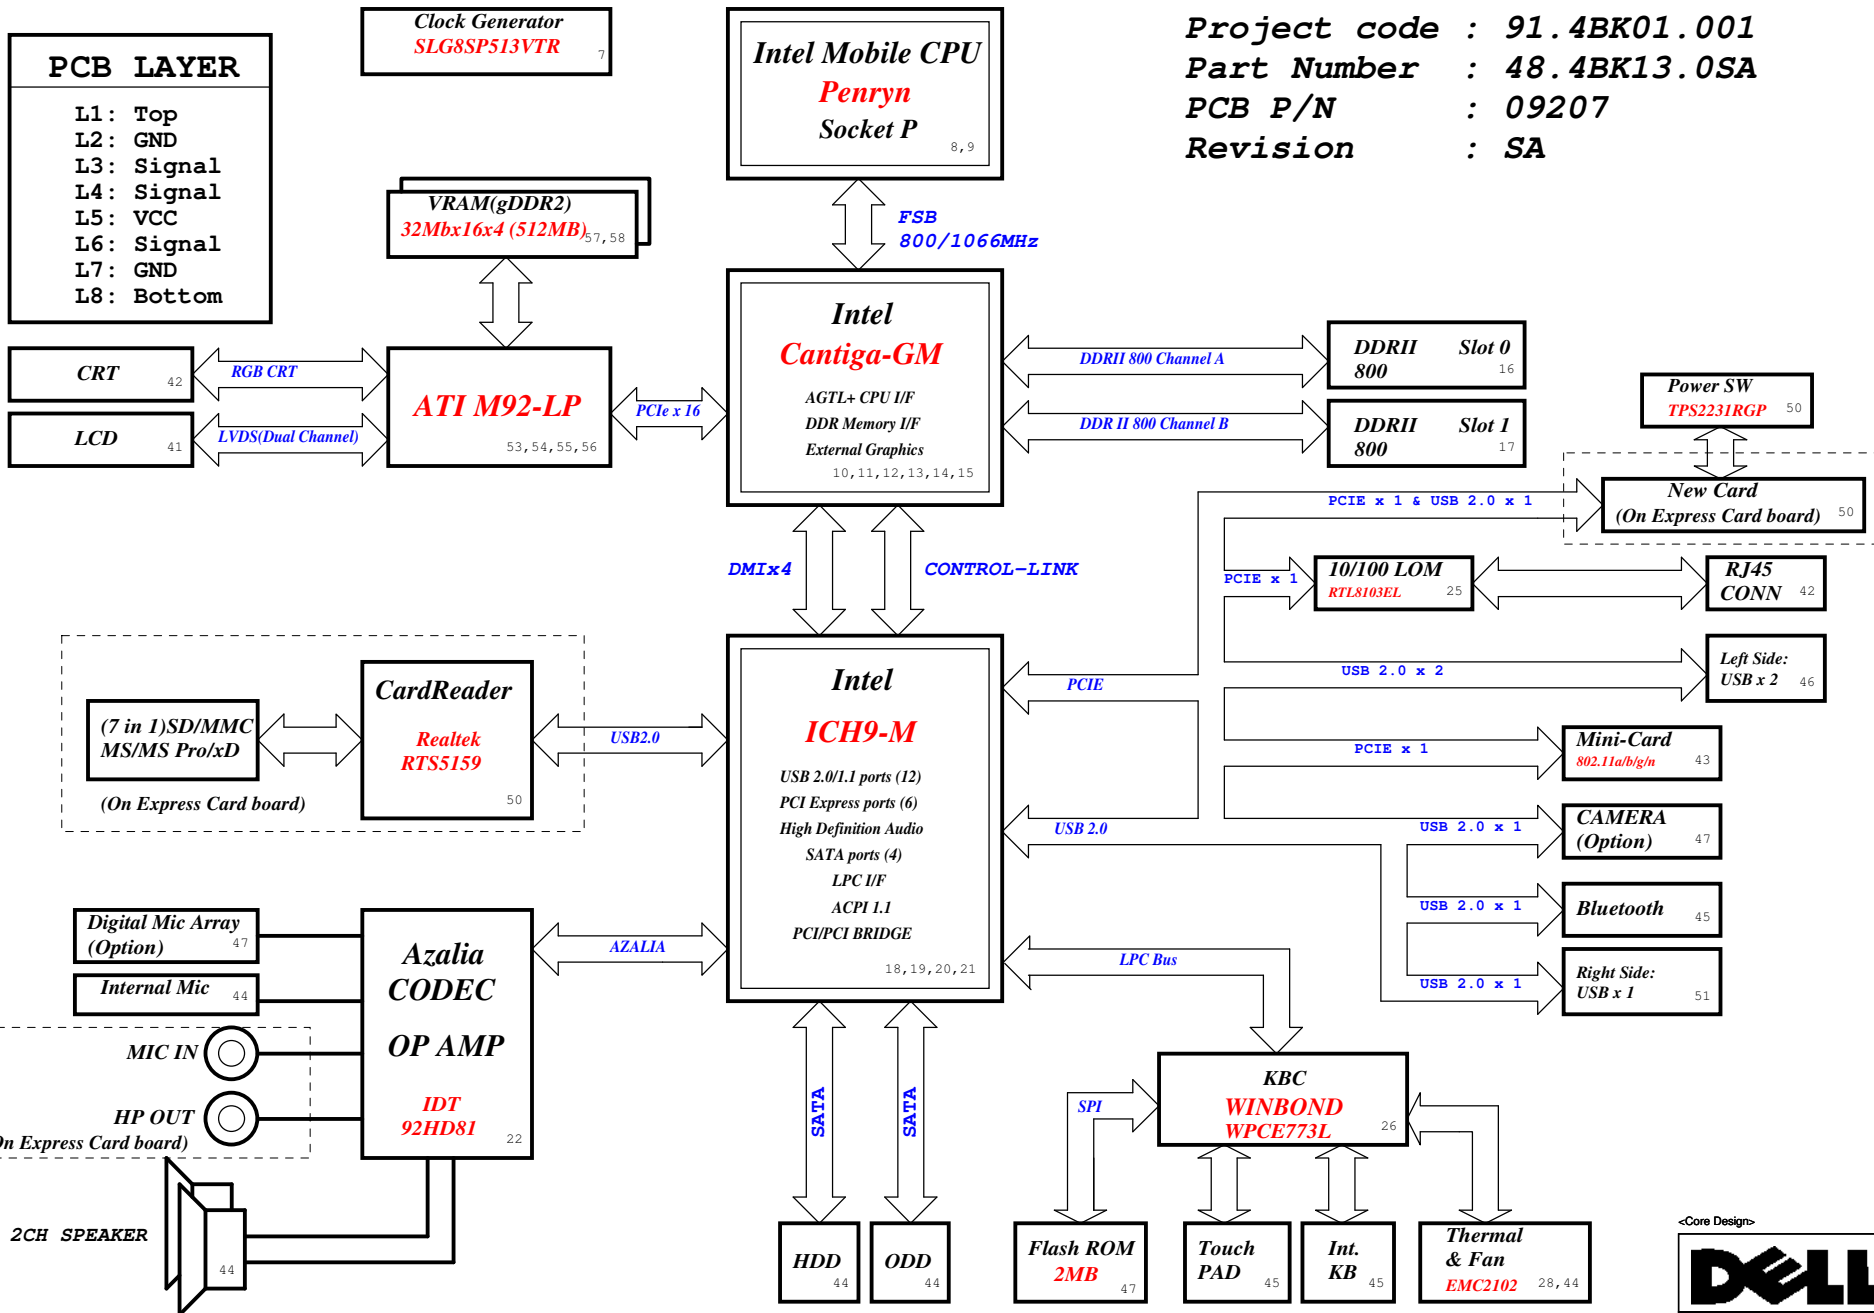 Clock Generator
SLG8SP513VTR
7
Project code : 91.4BK01.001
Part Number : 48.4BK13.0SA
PCB P/N : 09207
Revision : SA
PCB LAYER
L1: Top
L2: GND
L3: Signal
L4: Signal
L5: VCC
L6: Signal
L7: GND
L8: Bottom
Intel Mobile CPU
Penryn
Socket P
8,9
VRAM(gDDR2)
32Mbx16x4 (512MB)
57,58
FSB
800/1066MHz
CRT
42
RGB CRT
LCD
41
LVDS(Dual Channel)
ATI M92-LP
53,54,55,56
PCIe x 16
Intel
Cantiga-GM
AGTL+ CPU I/F
DDR Memory I/F
External Graphics
10,11,12,13,14,15
DDRII 800 Channel A
DDRII Slot 0
800
16
DDR II 800 Channel B
DDRII Slot 1
800
17
Power SW
TPS2231RGP
50
PCIE x 1 & USB 2.0 x 1
New Card
(On Express Card board)
50
DMIx4
CONTROL-LINK
PCIE x 1
10/100 LOM
RTL8103EL
25
RJ45
CONN
42
USB 2.0 x 2
Left Side:
USB x 2
46
(7 in 1)SD/MMC
MS/MS Pro/xD
(On Express Card board)
CardReader
Realtek
RTS5159
50
USB2.0
Intel
ICH9-M
USB 2.0/1.1 ports (12)
PCI Express ports (6)
High Definition Audio
SATA ports (4)
LPC I/F
ACPI 1.1
PCI/PCI BRIDGE
18,19,20,21
PCIE
USB 2.0
PCIE x 1
Mini-Card
802.11a/b/g/n
43
USB 2.0 x 1
CAMERA
(Option)
47
USB 2.0 x 1
Bluetooth
45
USB 2.0 x 1
Right Side:
USB x 1
51
Digital Mic Array
(Option)
47
Internal Mic
44
MIC IN
HP OUT
On Express Card board)
Azalia
CODEC
OP AMP
IDT
92HD81
22
AZALIA
2CH SPEAKER
44
LPC Bus
SATA
SATA
HDD
44
ODD
44
KBC
WINBOND
WPCE773L
26
SPI
Flash ROM
2MB
47
Touch
PAD
45
Int.
KB
45
Thermal
& Fan
EMC2102
28,44
<Core Design>
DELL